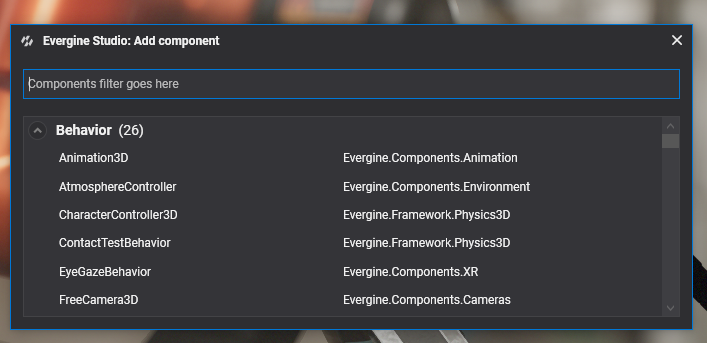 Evergine Studio: Add component
Components filter goes here
Behavior (26)
Animation3D Evergine.Components.Animation
AtmosphereController Evergine.Components.Environment
CharacterController3D Evergine.Framework.Physics3D
ContactTestBehavior Evergine.Framework.Physics3D
EyeGazeBehavior Evergine.Components.XR
FreeCamera3D Evergine.Components.Cameras